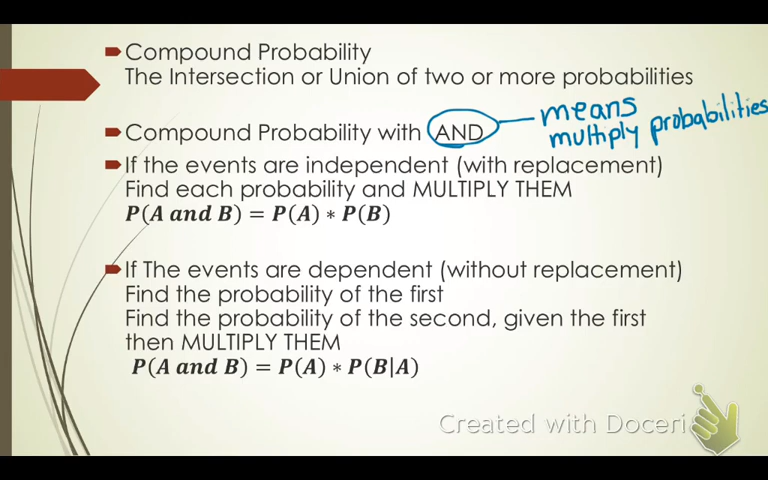 Compound Probability
The Intersection or Union of two or more probabilities
Compound Probability with AND
means
multiply probabilities
If the events are independent (with replacement)
Find each probability and MULTIPLY THEM
P(A and B) = P(A) * P(B)
If The events are dependent (without replacement)
Find the probability of the first
Find the probability of the second, given the first
then MULTIPLY THEM
P(A and B) = P(A) * P(B|A)
Created with Doceri